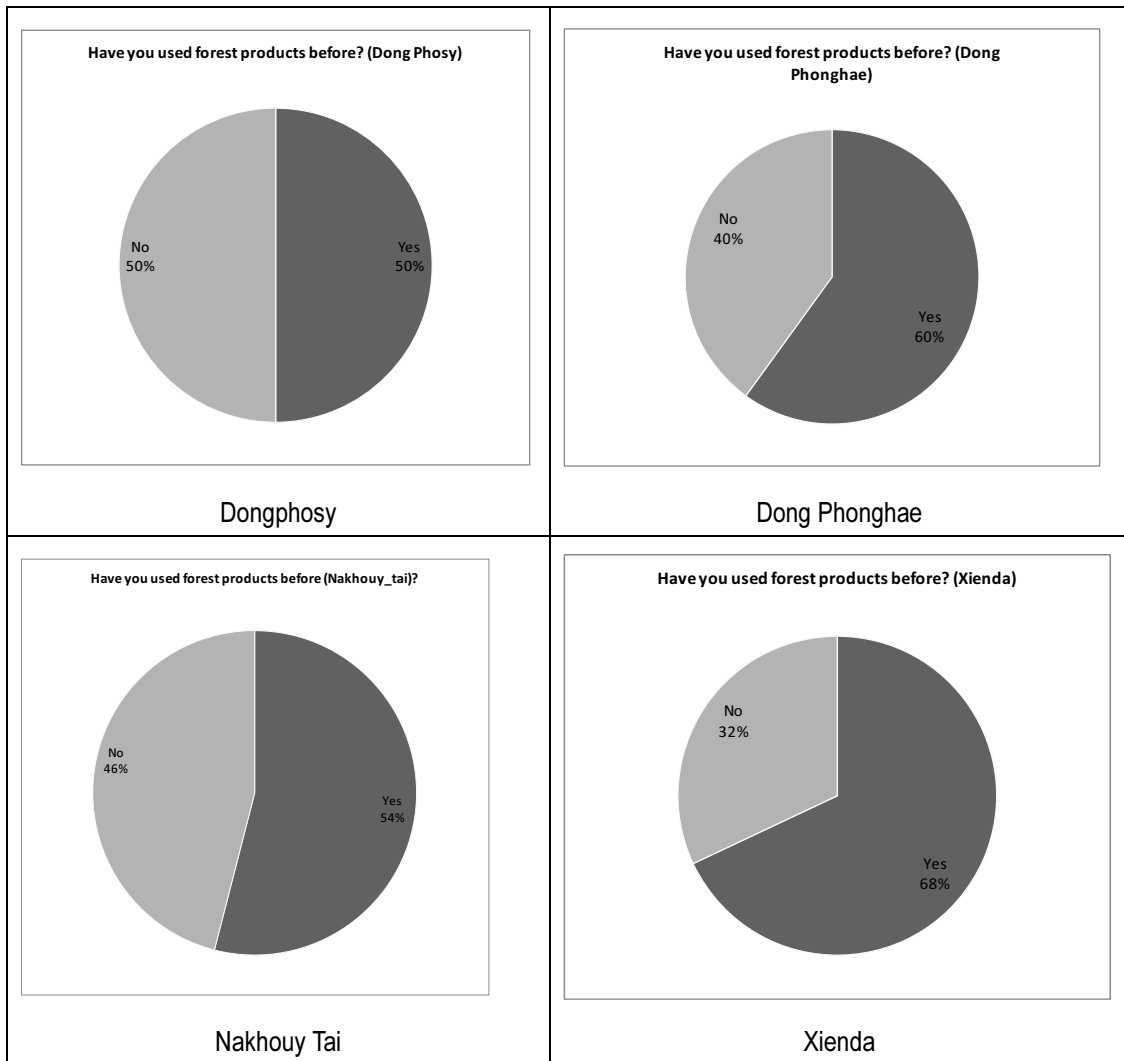 Have you used forest products before? (Dong Phosy)
No
50%
Yes
50%
Dongphosy
Have you used forest products before? (Dong
Phonghae)
No
40%
Yes
60%
Dong Phonghae
Have you used forest products before (Nakhouy_tai)?
No
46%
Yes
54%
Nakhouy Tai
Have you used forest products before? (Xienda)
No
32%
Yes
68%
Xienda